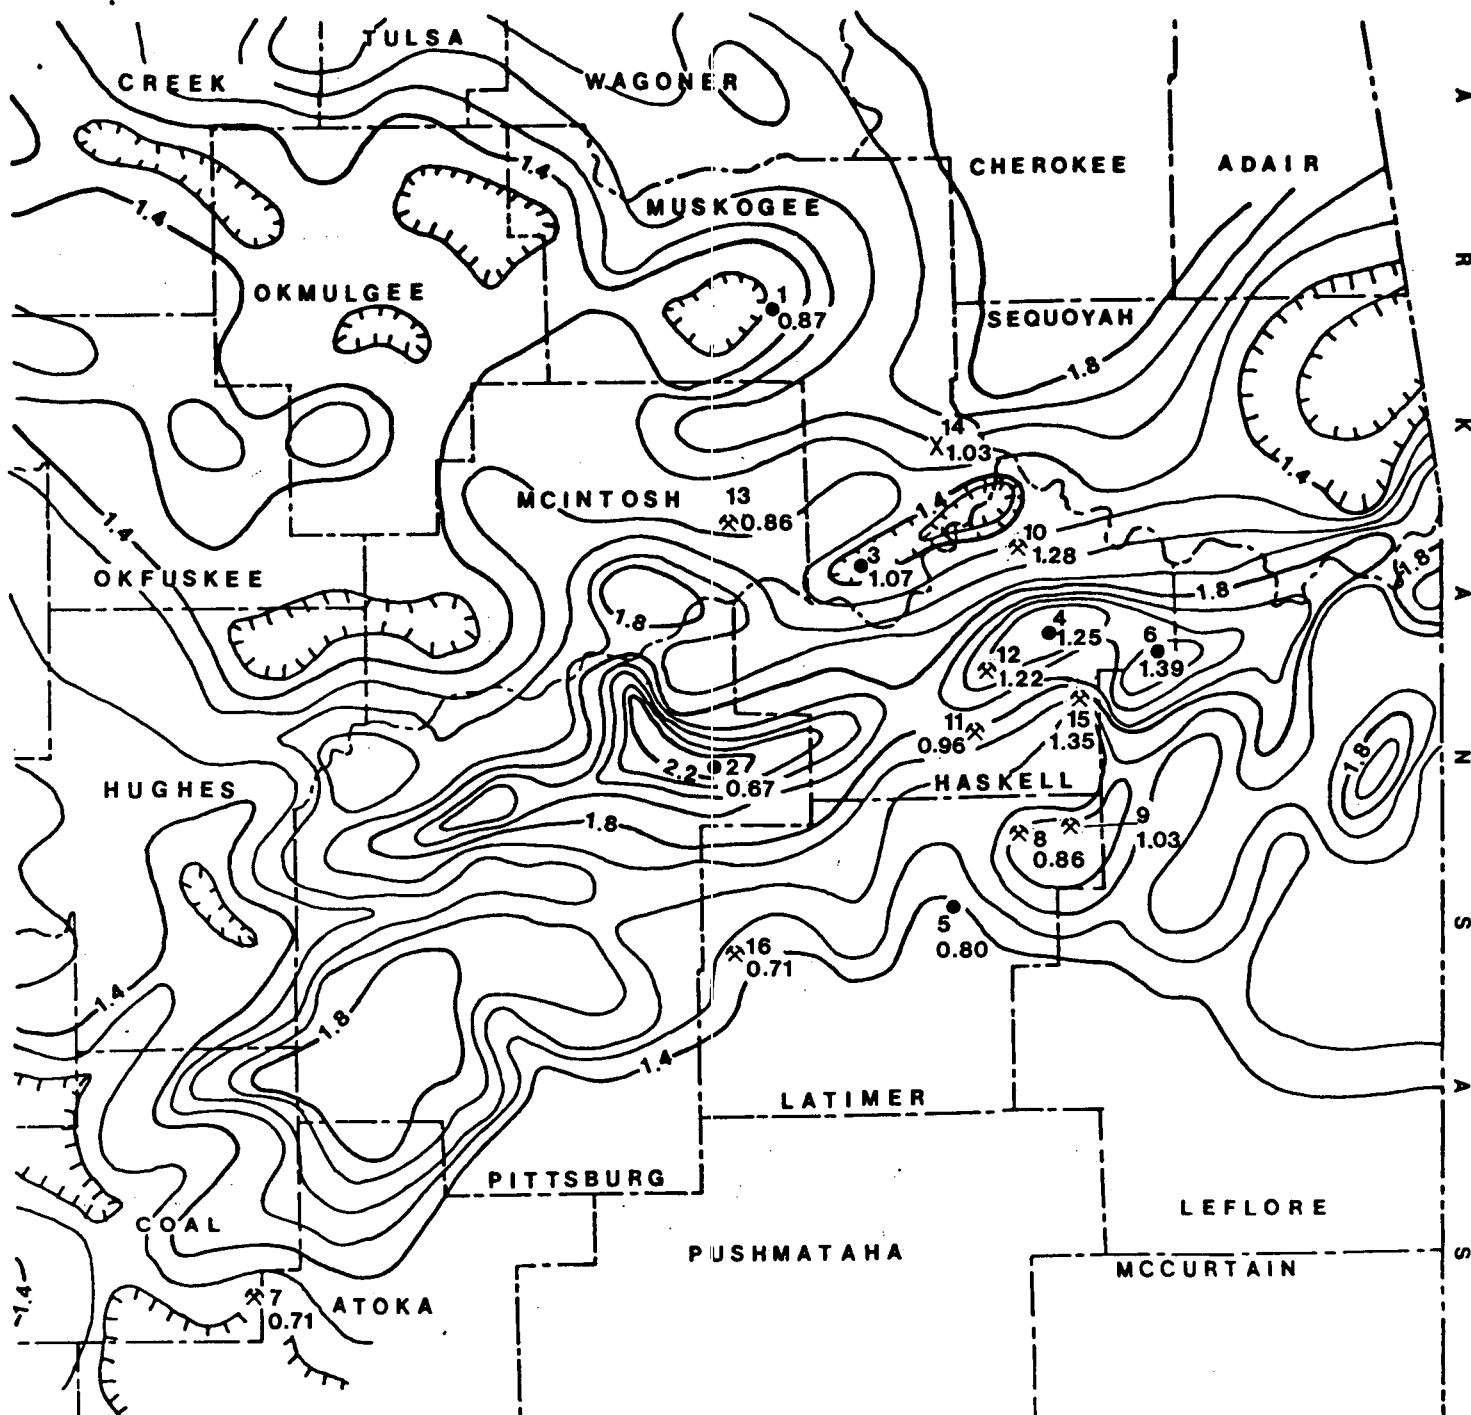 TULSA
CREEK
WAGONER
A
CHEROKEE
ADAIR
1.4
MUSKOGEE
1.4
R
OKMULGEE
1
0.87
SEQUOYAH
1.8
K
14
1.03
1.4
MCINTOSH
13
0.86
1.4
1.4
10
1.28
3
1.07
1.8
OKFUSKEE
1.8
A
1.8
4
1.25
6
1.39
12
1.22
11
0.96
15
1.35
N
1.8
2.2
2
0.67
HASKELL
HUGHES
1.8
9
1.03
8
0.86
S
5
0.80
16
0.71
1.4
1.8
1.4
A
LATIMER
PITTSBURG
LEFLORE
COAL
PUSHMATAHA
S
MCCURTAIN
1.4
7
0.71
ATOKA